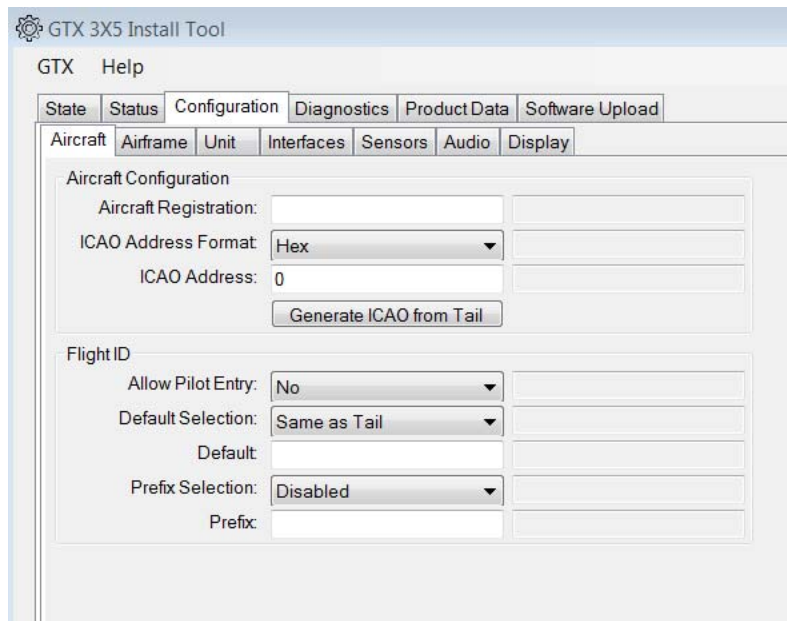 GTX 3X5 Install Tool
GTX Help
State Status Configuration Diagnostics Product Data Software Upload
Aircraft Airframe Unit Interfaces Sensors Audio Display
Aircraft Configuration
Aircraft Registration:
ICAO Address Format: Hex
ICAO Address: 0
Generate ICAO from Tail
Flight ID
Allow Pilot Entry: No
Default Selection: Same as Tail
Default:
Prefix Selection: Disabled
Prefix: